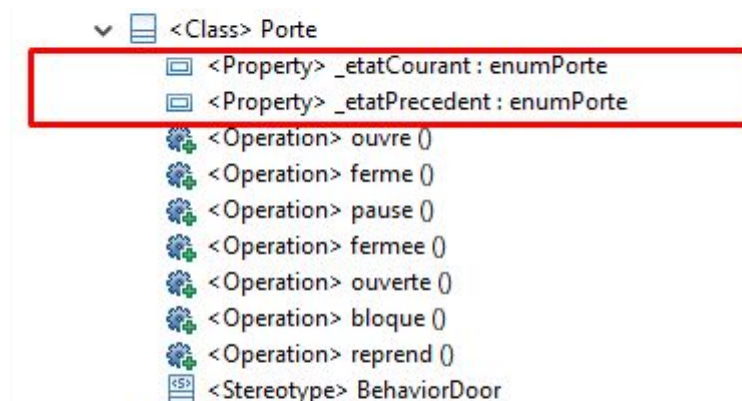 <Class> Porte
<Property> _etatCourant : enumPorte
<Property> _etatPrecedent : enumPorte
<Operation> ouvre ()
<Operation> ferme ()
<Operation> pause ()
<Operation> fermee ()
<Operation> ouverte ()
<Operation> bloque ()
<Operation> reprend ()
<S> <Stereotype> BehaviorDoor